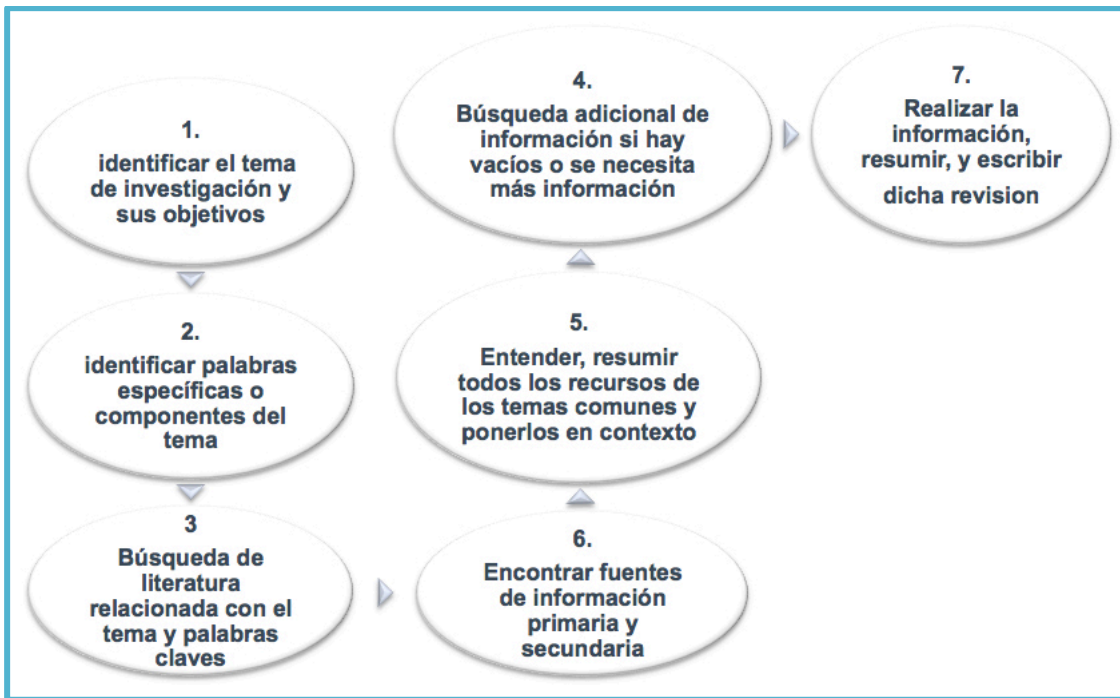 1.
identificar el tema
de investigación y
sus objetivos
2.
identificar palabras
específicas o
componentes del
tema
3
Búsqueda de
literatura
relacionada con el
tema y palabras
claves
4.
Búsqueda adicional de
información si hay
vacíos o se necesita
más información
5.
Entender, resumir
todos los recursos de
los temas comunes y
ponerlos en contexto
6.
Encontrar fuentes
de información
primaria y
secundaria
7.
Realizar la
información,
resumir, y escribir
dicha revision